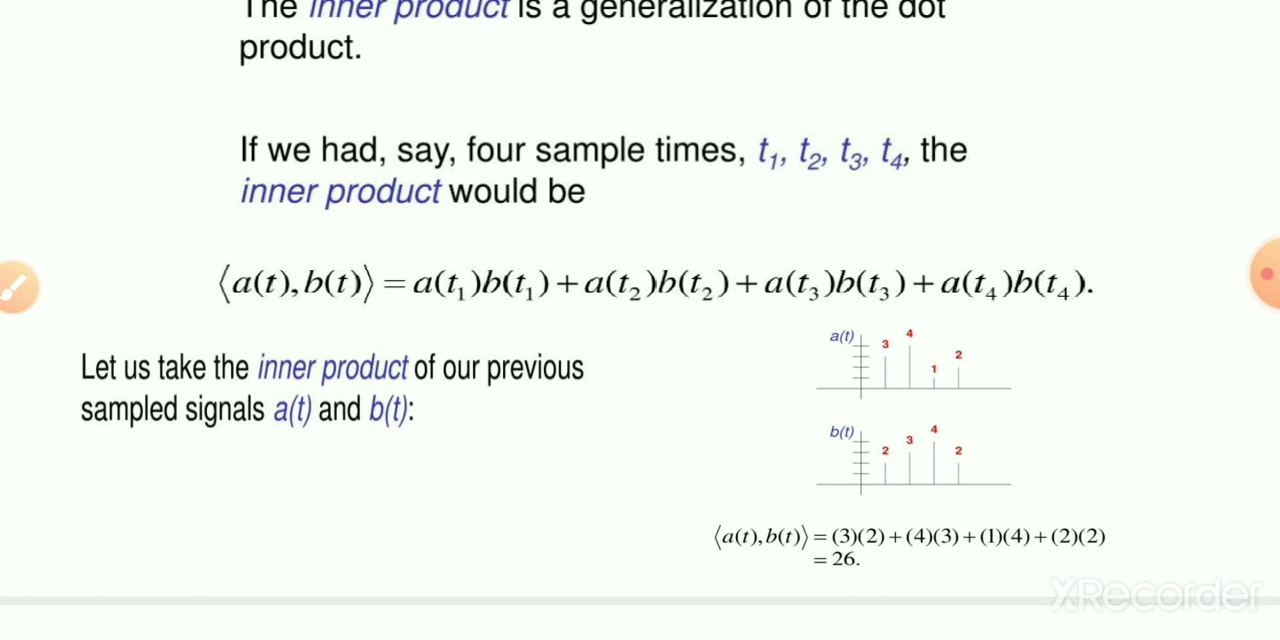 The inner product is a generalization of the dot
product.
If we had, say, four sample times, t₁, t₂, t₃, t₄, the
inner product would be
⟨a(t), b(t)⟩ = a(t₁)b(t₁) + a(t₂)b(t₂) + a(t₃)b(t₃) + a(t₄)b(t₄).
Let us take the inner product of our previous
sampled signals a(t) and b(t):
a(t) 3 4 1 2
b(t) 2 3 4 2
⟨a(t), b(t)⟩ = (3)(2) + (4)(3) + (1)(4) + (2)(2)
= 26.
XRecorder